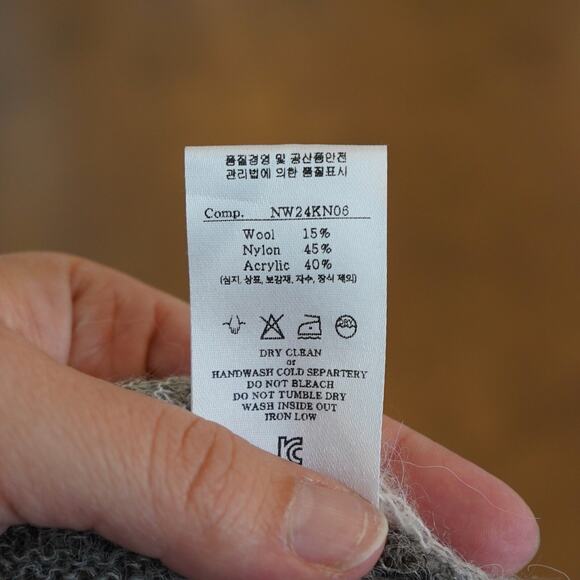 품질경영 및 공산품안전
관리법에 의한 품질표시
Comp. NW24KN06
Wool 15%
Nylon 45%
Acrylic 40%
(심지, 상표, 보강재, 자수, 장식 제외)
DRY
DRY CLEAN
or
HANDWASH COLD SEPARTERY
DO NOT BLEACH
DO NOT TUMBLE DRY
WASH INSIDE OUT
IRON LOW